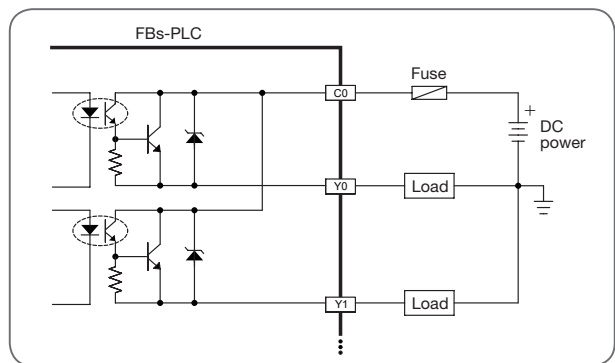 FBs-PLC
C0
Fuse
+
DC
power
Y0
Load
Y1
Load